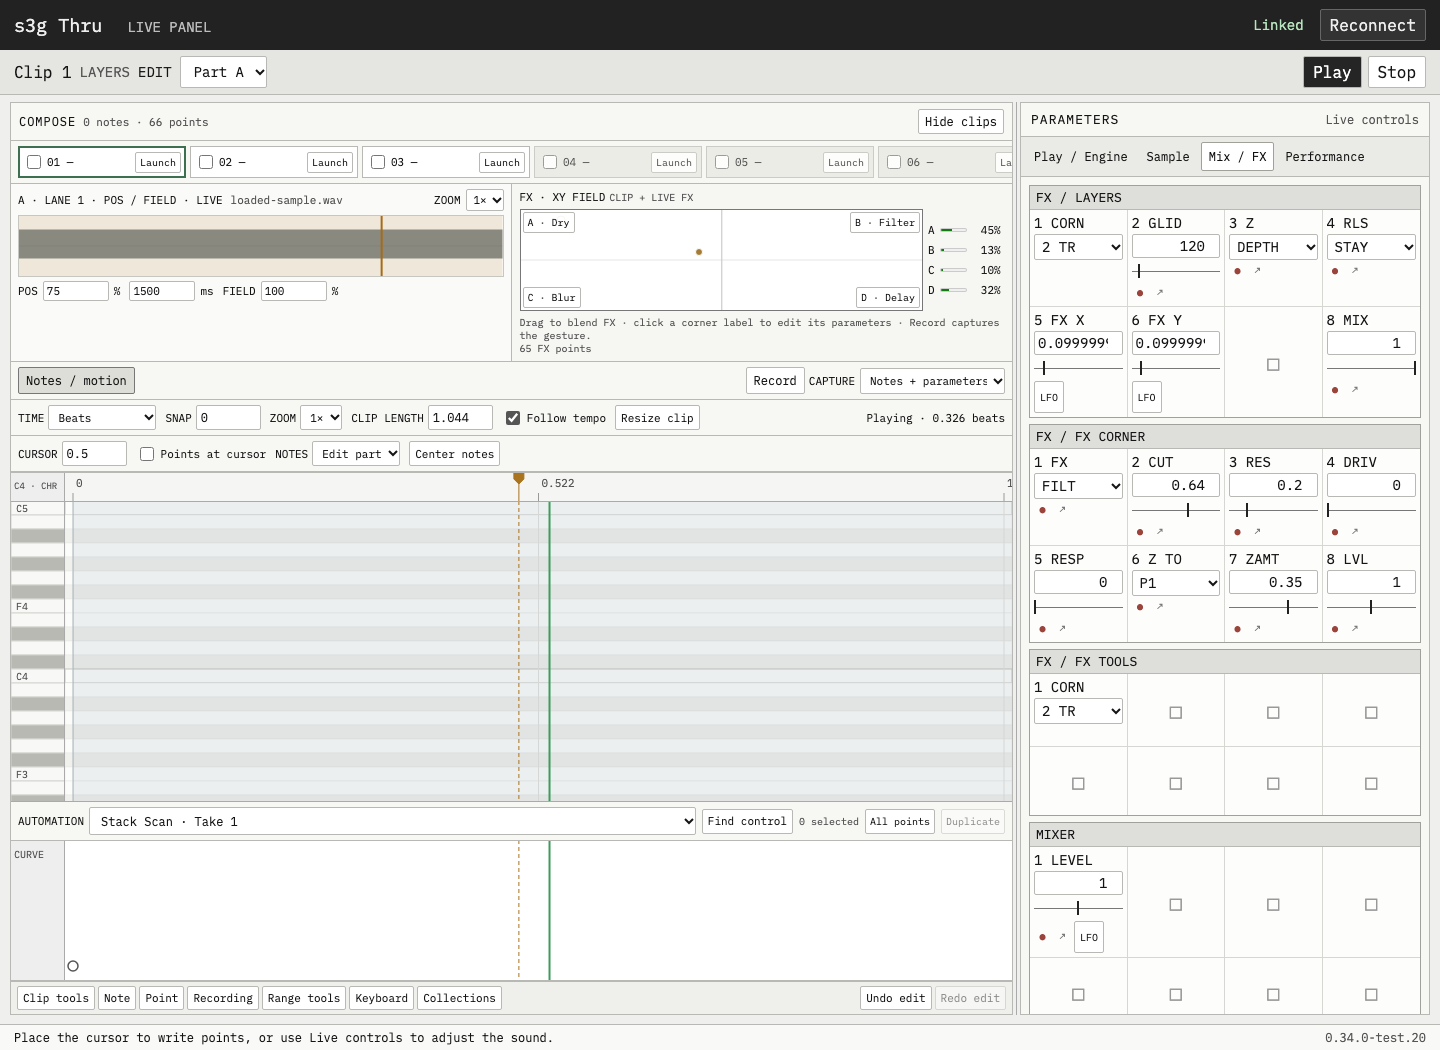 s3g Thru LIVE PANEL Linked Reconnect
Clip 1 LAYERS EDIT Part A Play Stop
COMPOSE 0 notes · 66 points Hide clips
01 — Launch 02 — Launch 03 — Launch 04 — Launch 05 — Launch 06 — La
A · LANE 1 · POS / FIELD · LIVE loaded-sample.wav ZOOM 1×
POS 75 % 1500 ms FIELD 100 %
FX · XY FIELD CLIP + LIVE FX
A · Dry B · Filter
C · Blur D · Delay
A 45%
B 13%
C 10%
D 32%
Drag to blend FX · click a corner label to edit its parameters · Record captures
the gesture.
65 FX points
Notes / motion Record CAPTURE Notes + parameters
TIME Beats SNAP 0 ZOOM 1× CLIP LENGTH 1.044 Follow tempo Resize clip Playing · 0.326 beats
CURSOR 0.5 Points at cursor NOTES Edit part Center notes
C4 · CHR 0 0.522 1
C5
F4
C4
F3
AUTOMATION Stack Scan · Take 1 Find control 0 selected All points Duplicate
CURVE
Clip tools Note Point Recording Range tools Keyboard Collections Undo edit Redo edit
PARAMETERS Live controls
Play / Engine Sample Mix / FX Performance
FX / LAYERS
1 CORN 2 GLID 3 Z 4 RLS
2 TR 120 DEPTH STAY
5 FX X 6 FX Y 8 MIX
0.099999 0.099999 1
LFO LFO
FX / FX CORNER
1 FX 2 CUT 3 RES 4 DRIV
FILT 0.64 0.2 0
5 RESP 6 Z TO 7 ZAMT 8 LVL
0 P1 0.35 1
FX / FX TOOLS
1 CORN
2 TR
MIXER
1 LEVEL
1
LFO
Place the cursor to write points, or use Live controls to adjust the sound. 0.34.0-test.20